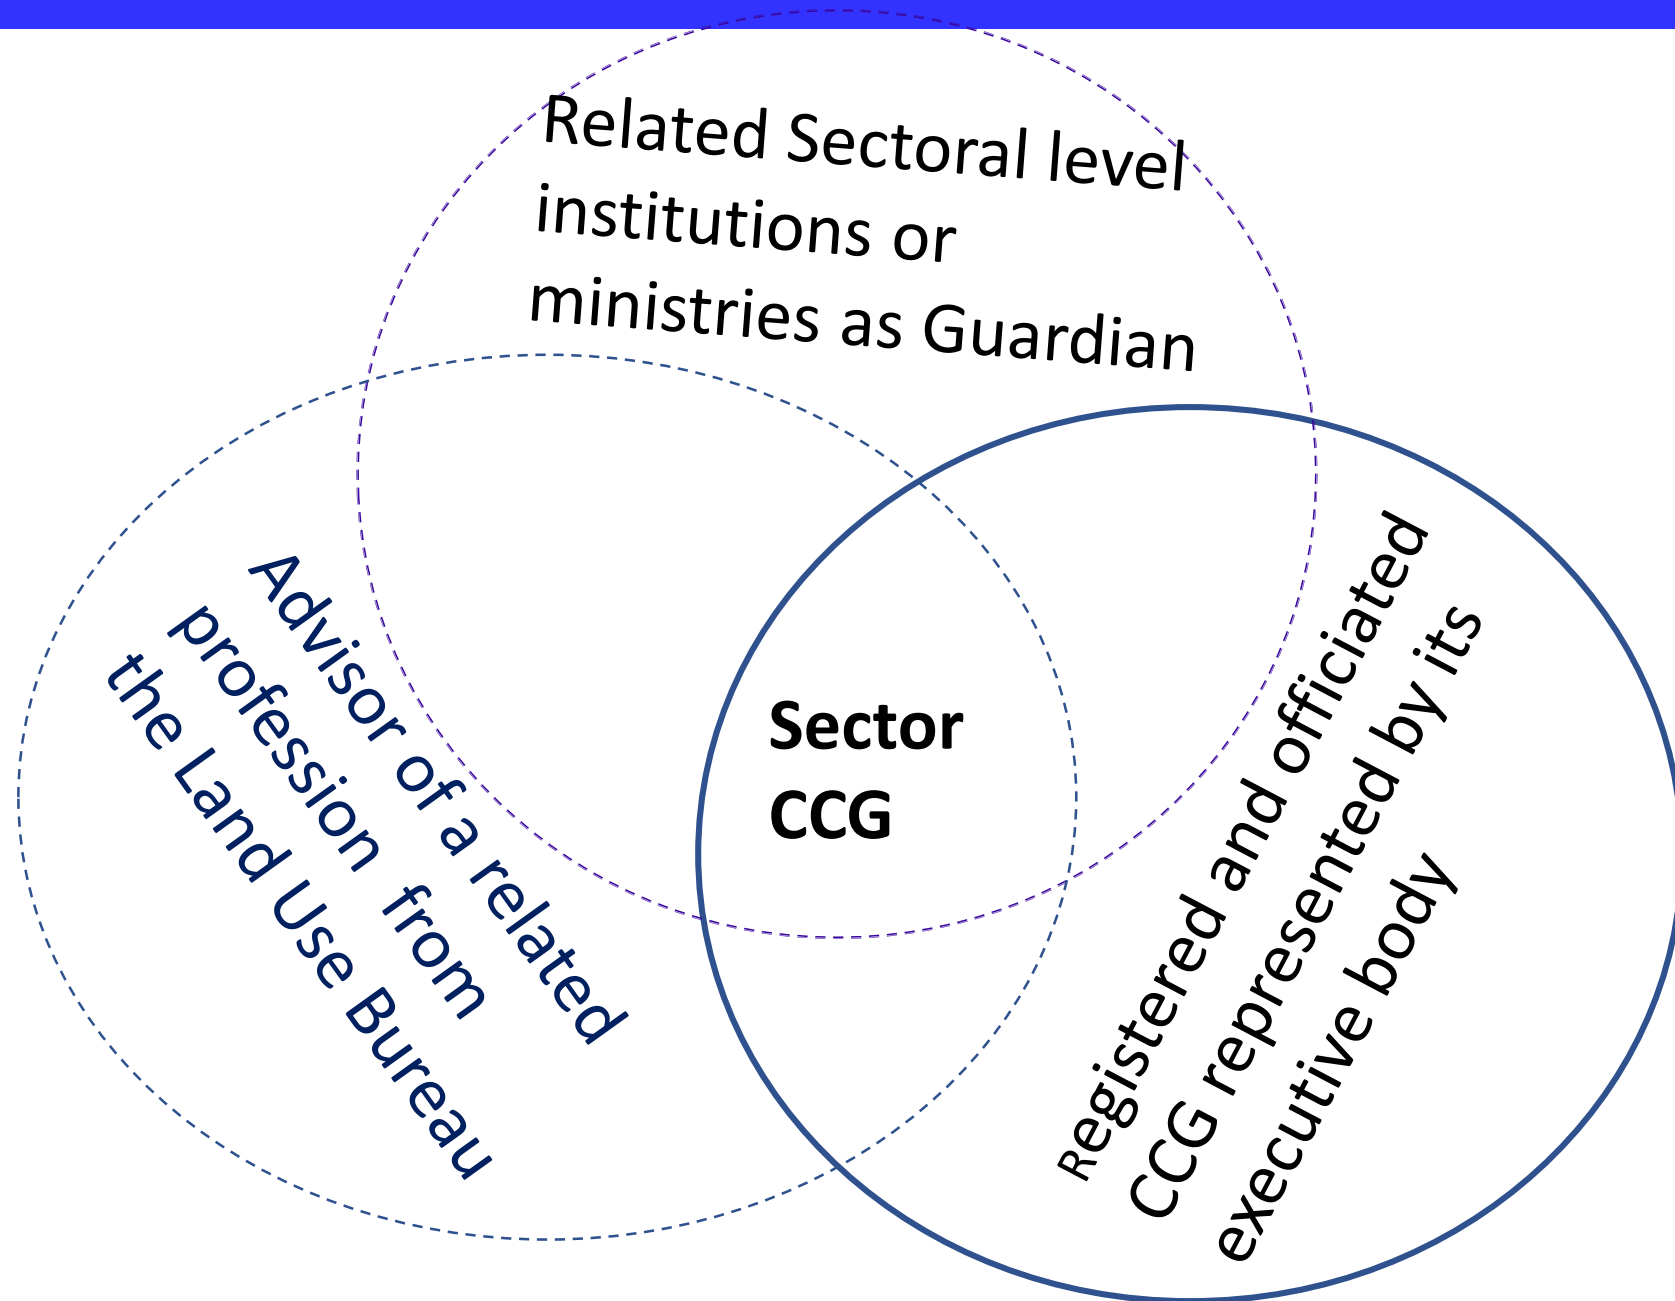 Related Sectoral level
institutions or
ministries as Guardian
Advisor of a related
profession from
the Land Use Bureau
Sector
CCG
Registered and officiated
CCG represented by its
executive body